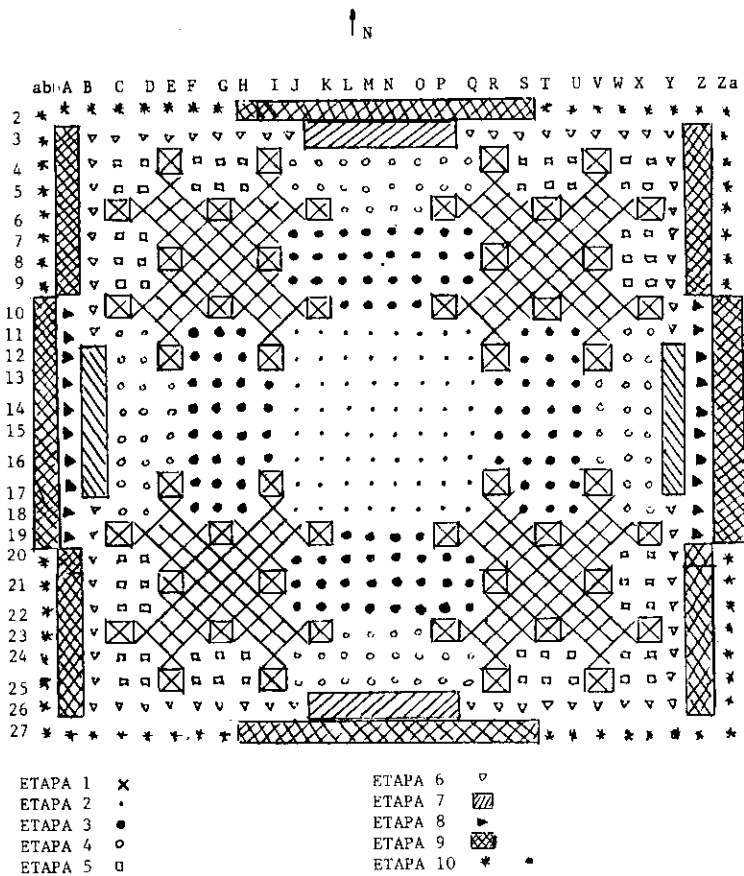 N
ab A B C D E F G H I J K L M N O P Q R S T U V W X Y Z Za
2
3
4
5
6
7
8
9
10
11
12
13
14
15
16
17
18
19
20
21
22
23
24
25
26
27
ETAPA 1
ETAPA 2
ETAPA 3
ETAPA 4
ETAPA 5
ETAPA 6
ETAPA 7
ETAPA 8
ETAPA 9
ETAPA 10